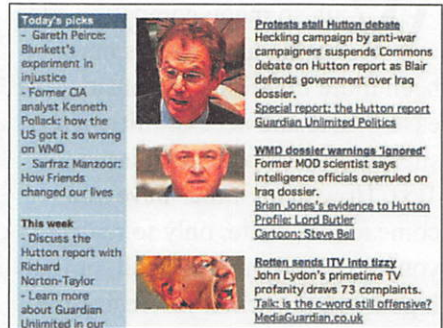 Today's picks
- Gareth Peirce:
Blunkett's
experiment in
injustice
- Former CIA
analyst Kenneth
Pollack: how the
US got it so wrong
on WMD
- Sarfraz Manzoor:
How Friends
changed our lives
This week
- Discuss the
Hutton report with
Richard
Norton-Taylor
- Learn more
about Guardian
Unlimited in our
Protests stall Hutton debate
Heckling campaign by anti-war
campaigners suspends Commons
debate on Hutton report as Blair
defends government over Iraq
dossier.
Special report: the Hutton report
Guardian Unlimited Politics
WMD dossier warnings 'ignored'
Former MOD scientist says
intelligence officials overruled on
Iraq dossier.
Brian Jones's evidence to Hutton
Profile: Lord Butler
Cartoon: Steve Bell
Rotten sends ITV into tizzy
John Lydon's primetime TV
profanity draws 73 complaints.
Talk: is the c-word still offensive?
MediaGuardian.co.uk